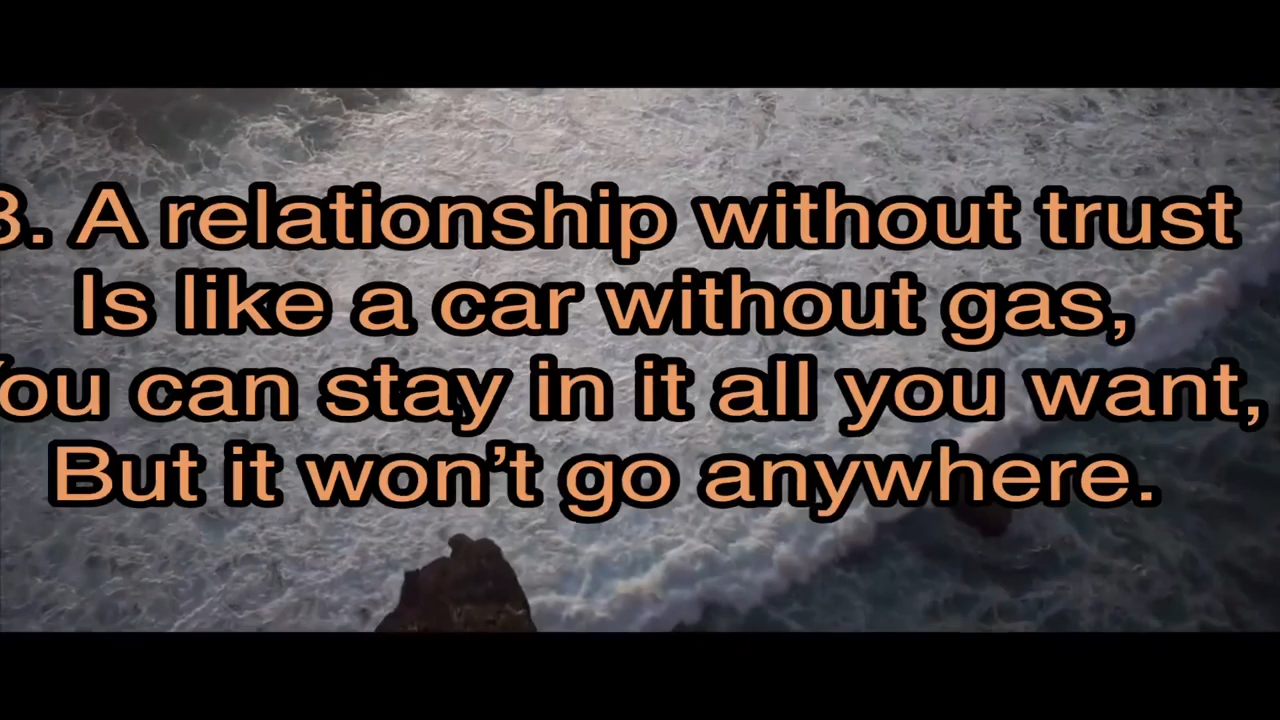 3. A relationship without trust
Is like a car without gas,
You can stay in it all you want,
But it won’t go anywhere.